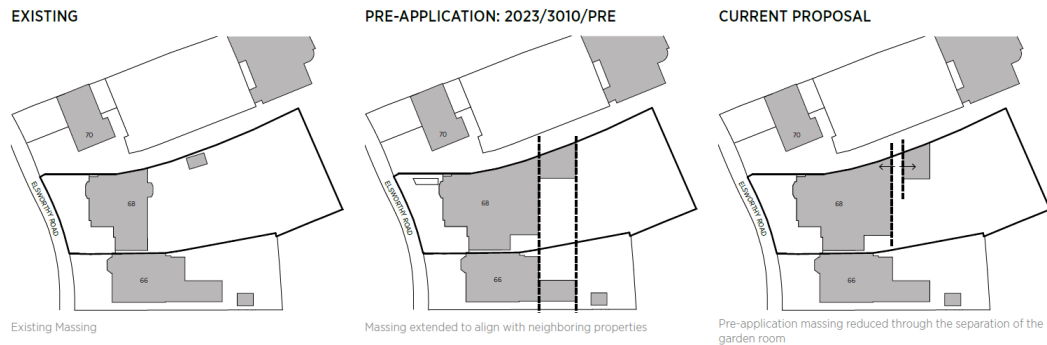 EXISTING
70
68
66
ELSWORTHY ROAD
Existing Massing
PRE-APPLICATION: 2023/3010/PRE
70
68
66
ELSWORTHY ROAD
Massing extended to align with neighboring properties
CURRENT PROPOSAL
70
68
66
ELSWORTHY ROAD
Pre-application massing reduced through the separation of the
garden room